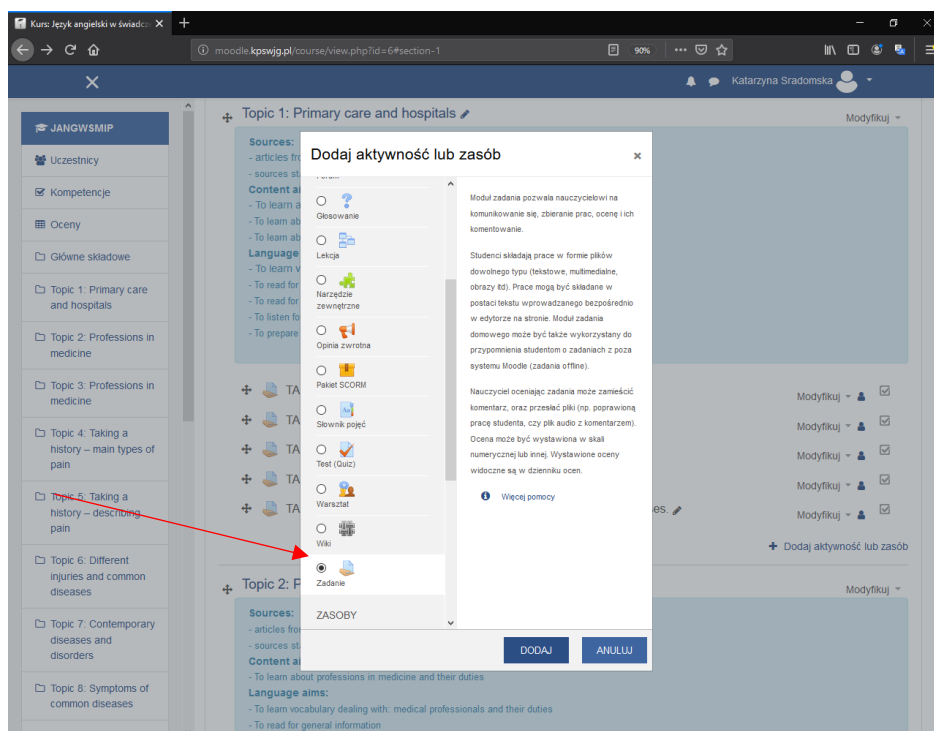 Kurs: Język angielski w świadcze
moodle.kpswjg.pl/course/view.php?id=6#section-1
90%
Katarzyna Sradomska
JANGWSMIP
Uczestnicy
Kompetencje
Oceny
Główne składowe
Topic 1: Primary care
and hospitals
Topic 2: Professions in
medicine
Topic 3: Professions in
medicine
Topic 4: Taking a
history – main types of
pain
Topic 5: Taking a
history – describing
pain
Topic 6: Different
injuries and common
diseases
Topic 7: Contemporary
diseases and
disorders
Topic 8: Symptoms of
common diseases
Topic 1: Primary care and hospitals
Modyfikuj
Sources:
- articles fro
- sources st
Content ai
- To learn a
- To learn ab
- To learn ab
Language
- To learn v
- To read for
- To read for
- To listen fo
- To prepare
TA
Modyfikuj
TA
Modyfikuj
TA
Modyfikuj
TA
Modyfikuj
TA
ses.
Modyfikuj
+ Dodaj aktywność lub zasób
Topic 2: P
Modyfikuj
Sources:
- articles fro
- sources st
Content ai
- To learn about professions in medicine and their duties
Language aims:
- To learn vocabulary dealing with: medical professionals and their duties
- To read for general information
Dodaj aktywność lub zasób
Głosowanie
Lekcja
Narzędzie
zewnętrzne
Opinia zwrotna
Pakiet SCORM
Słownik pojęć
Test (Quiz)
Warsztat
Wiki
Zadanie
ZASOBY
Moduł zadania pozwala nauczycielowi na
komunikowanie się, zbieranie prac, ocenę i ich
komentowanie.
Studenci składają prace w formie plików
dowolnego typu (tekstowe, multimedialne,
obrazy itd). Prace mogą być składane w
postaci tekstu wprowadzanego bezpośrednio
w edytorze na stronie. Moduł zadania
domowego może być także wykorzystany do
przypomnienia studentom o zadaniach z poza
systemu Moodle (zadania offline).
Nauczyciel oceniając zadania może zamieścić
komentarz, oraz przesłać pliki (np. poprawioną
pracę studenta, czy plik audio z komentarzem).
Ocena może być wystawiona w skali
numerycznej lub innej. Wystawione oceny
widoczne są w dzienniku ocen.
Więcej pomocy
DODAJ
ANULUJ